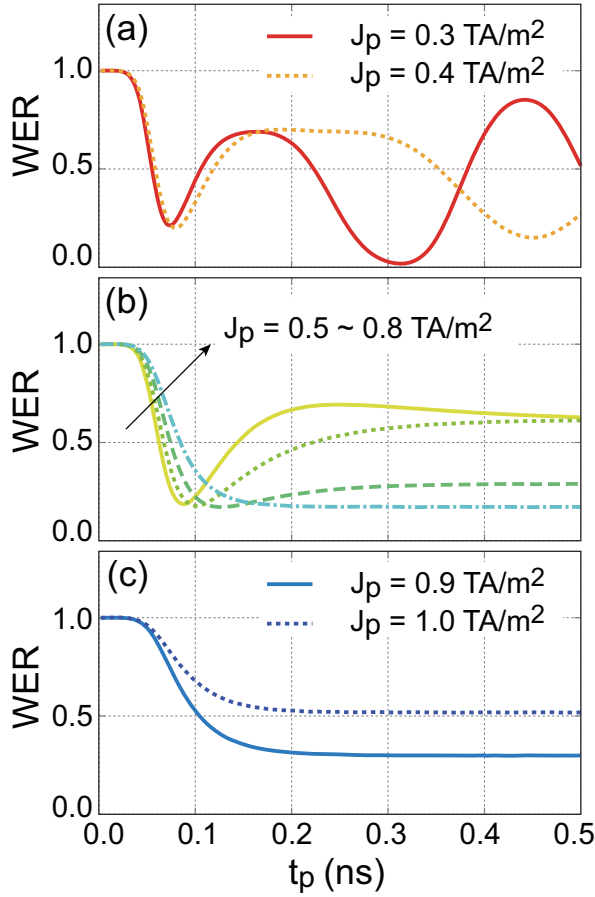 (a)
Jp = 0.3 TA/m²
Jp = 0.4 TA/m²
WER
1.0
0.5
0.0
(b)
Jp = 0.5 ~ 0.8 TA/m²
WER
1.0
0.5
0.0
(c)
Jp = 0.9 TA/m²
Jp = 1.0 TA/m²
WER
1.0
0.5
0.0
0.0 0.1 0.2 0.3 0.4 0.5
tp (ns)